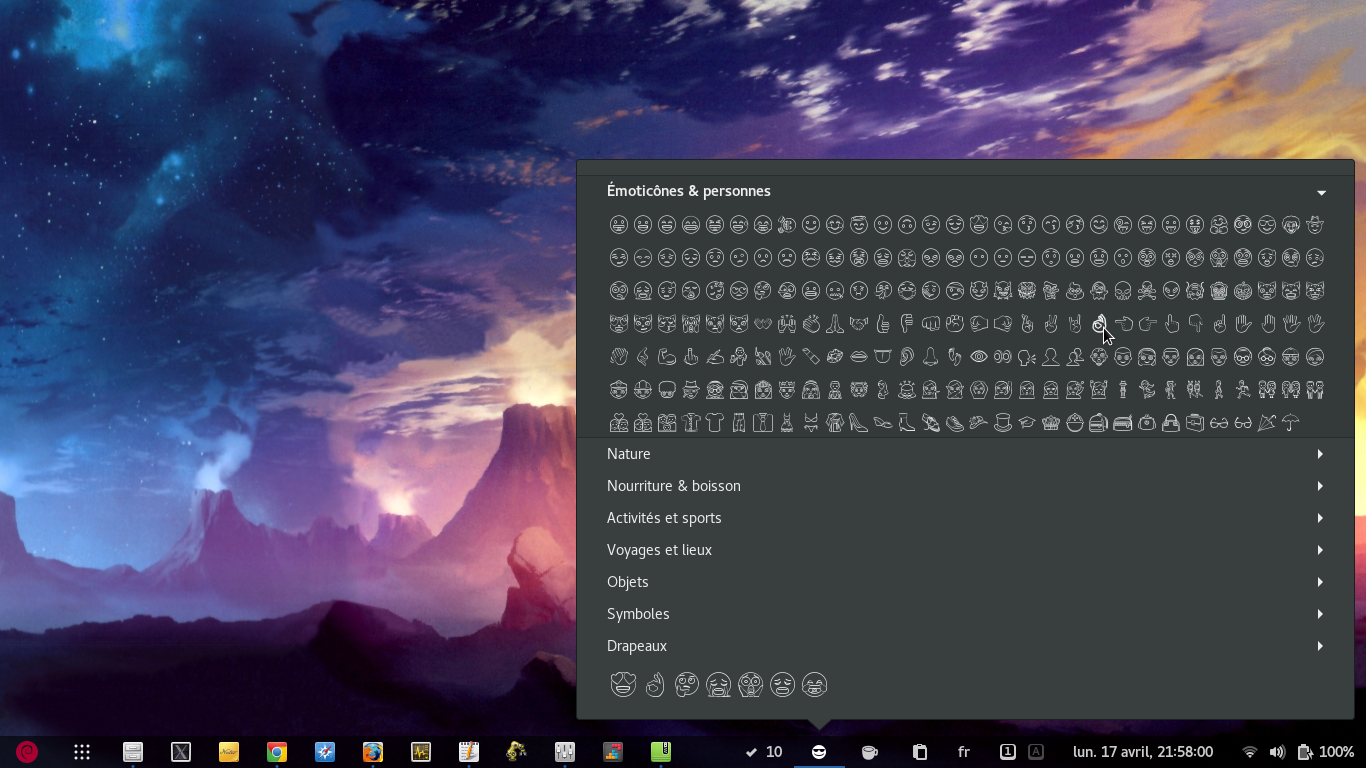 Émoticônes & personnes
Nature
Nourriture & boisson
Activités et sports
Voyages et lieux
Objets
Symboles
Drapeaux
10
fr
1
A
lun. 17 avril, 21:58:00
100%